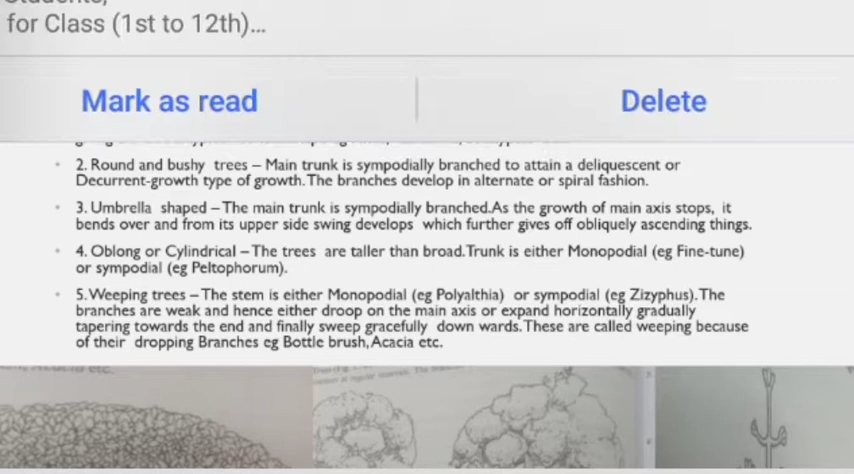 Students,
for Class (1st to 12th)...
Mark as read
Delete
2. Round and bushy trees – Main trunk is sympodially branched to attain a deliquescent or
Decurrent-growth type of growth. The branches develop in alternate or spiral fashion.
3. Umbrella shaped – The main trunk is sympodially branched. As the growth of main axis stops, it
bends over and from its upper side swing develops which further gives off obliquely ascending things.
4. Oblong or Cylindrical – The trees are taller than broad. Trunk is either Monopodial (eg Fine-tune)
or sympodial (eg Peltophorum).
5. Weeping trees – The stem is either Monopodial (eg Polyalthia) or sympodial (eg Zizyphus). The
branches are weak and hence either droop on the main axis or expand horizontally gradually
tapering towards the end and finally sweep gracefully down wards. These are called weeping because
of their dropping Branches eg Bottle brush, Acacia etc.